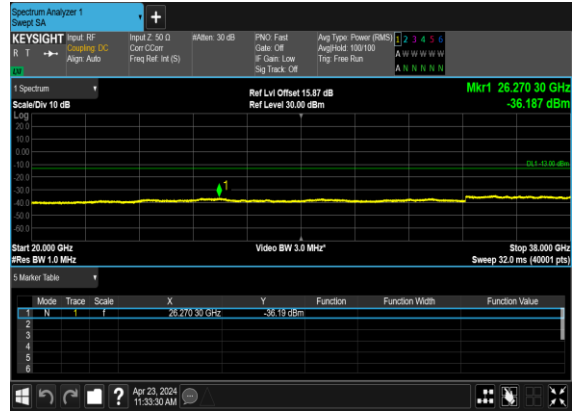 Spectrum Analyzer 1
Swept SA
+
KEYSIGHT Input: RF Input Z: 50 Ω #Atten: 30 dB PNO: Fast Avg Type: Power (RMS) 1 2 3 4 5 6
R T Coupling: DC Corr CCorr Gate: Off Avg|Hold: 100/100 A W W W W W
Align: Auto Freq Ref: Int (S) IF Gain: Low Trig: Free Run
Sig Track: Off A N N N N N
1 Spectrum
Ref Lvl Offset 15.87 dB Mkr1 26.270 30 GHz
Scale/Div 10 dB Ref Level 30.00 dBm -36.187 dBm
Log
20.0
10.0
0.00
-10.0
DL1 -13.00 dBm
-20.0
1
-30.0
-40.0
-50.0
-60.0
Start 20.000 GHz Video BW 3.0 MHz* Stop 38.000 GHz
#Res BW 1.0 MHz Sweep 32.0 ms (40001 pts)
5 Marker Table
Mode Trace Scale X Y Function Function Width Function Value
1 N 1 f 26.270 30 GHz -36.19 dBm
2
3
4
5
6
? Apr 23, 2024
11:33:30 AM